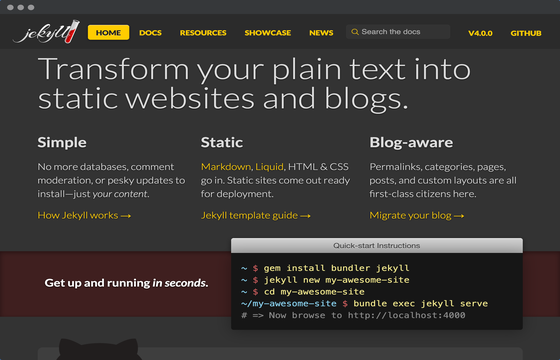 jekyll
HOME DOCS RESOURCES SHOWCASE NEWS Search the docs V4.0.0 GITHUB
Transform your plain text into
static websites and blogs.
Simple
No more databases, comment
moderation, or pesky updates to
install—just your content.
How Jekyll works →
Static
Markdown, Liquid, HTML & CSS
go in. Static sites come out ready
for deployment.
Jekyll template guide →
Blog-aware
Permalinks, categories, pages,
posts, and custom layouts are all
first-class citizens here.
Migrate your blog →
Get up and running in seconds.
Quick-start Instructions
~ $ gem install bundler jekyll
~ $ jekyll new my-awesome-site
~ $ cd my-awesome-site
~/my-awesome-site $ bundle exec jekyll serve
# => Now browse to http://localhost:4000